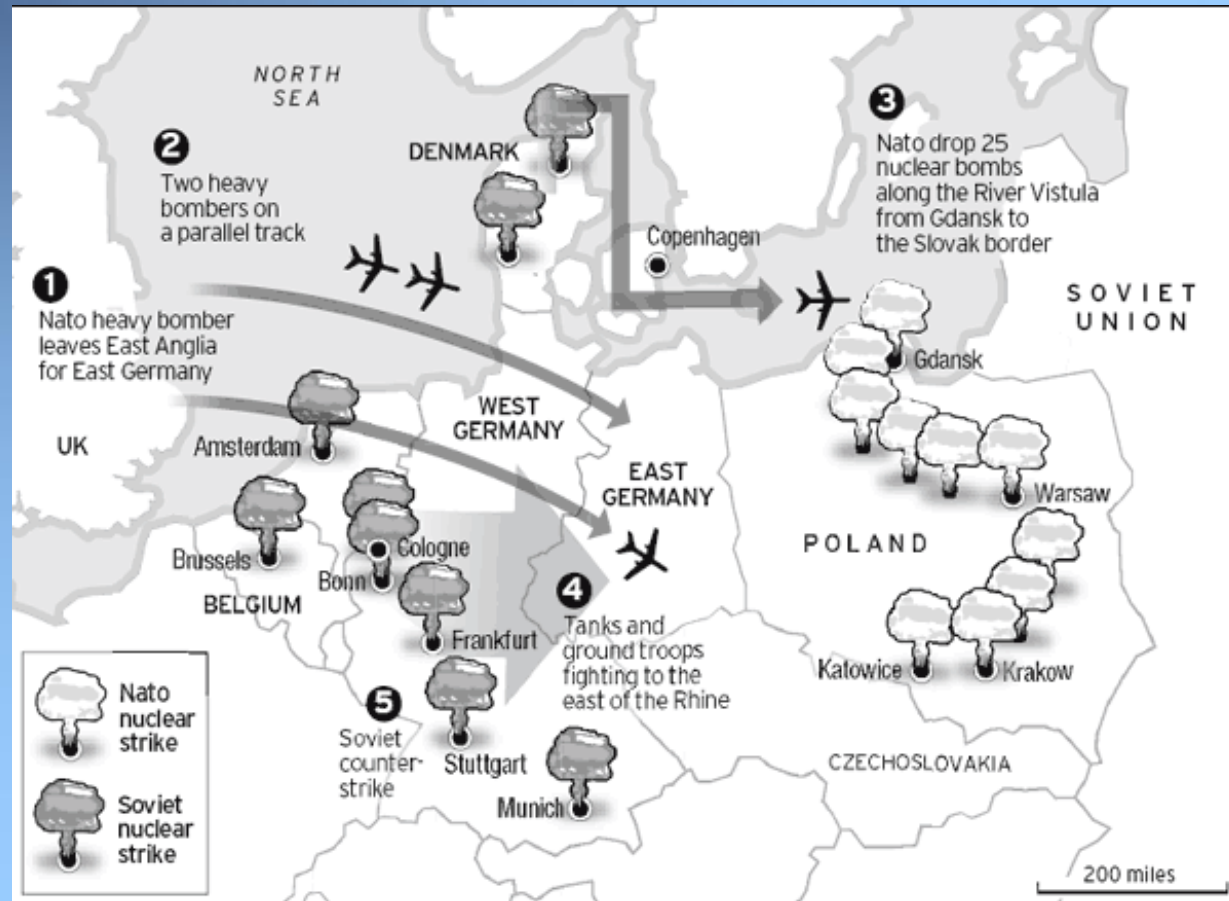 NORTH
SEA
2
Two heavy
bombers on
a parallel track
DENMARK
3
Nato drop 25
nuclear bombs
along the River Vistula
from Gdansk to
the Slovak border
Copenhagen
1
Nato heavy bomber
leaves East Anglia
for East Germany
SOVIET
UNION
Gdansk
UK
Amsterdam
WEST
GERMANY
EAST
GERMANY
Warsaw
POLAND
Brussels
Cologne
Bonn
BELGIUM
Frankfurt
4
Tanks and
ground troops
fighting to the
east of the Rhine
Katowice
Krakow
5
Soviet
counter-
strike
Stuttgart
Munich
CZECHOSLOVAKIA
Nato
nuclear
strike
Soviet
nuclear
strike
200 miles